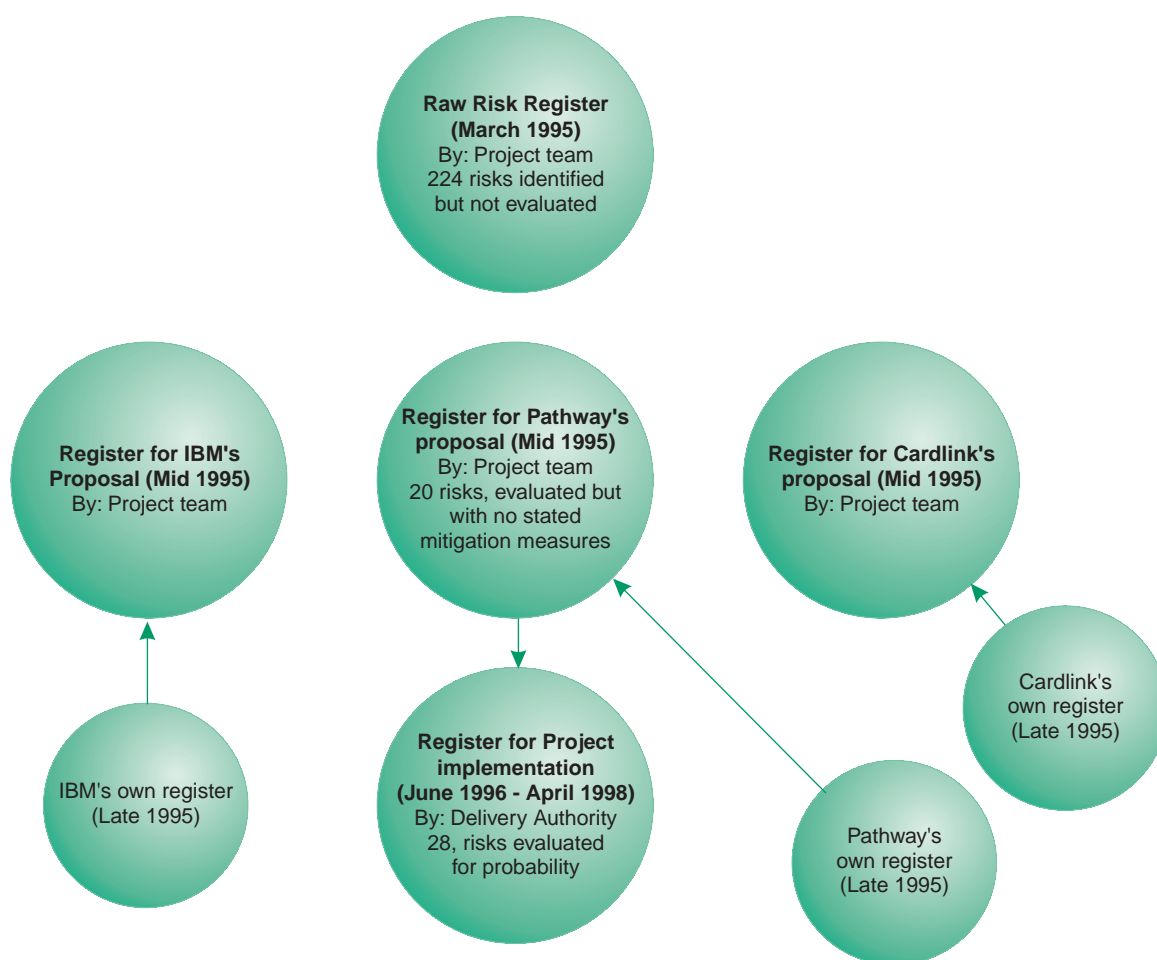 Raw Risk Register
(March 1995)
By: Project team
224 risks identified
but not evaluated
Register for IBM's
Proposal (Mid 1995)
By: Project team
Register for Pathway's
proposal (Mid 1995)
By: Project team
20 risks, evaluated but
with no stated
mitigation measures
Register for Cardlink's
proposal (Mid 1995)
By: Project team
IBM's own register
(Late 1995)
Register for Project
implementation
(June 1996 - April 1998)
By: Delivery Authority
28, risks evaluated
for probability
Pathway's
own register
(Late 1995)
Cardlink's
own register
(Late 1995)